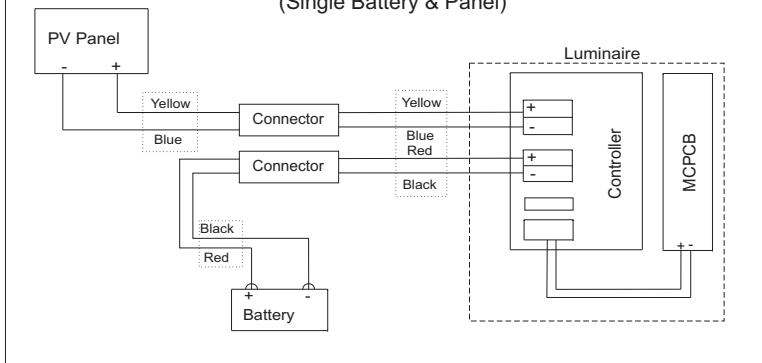 (Single Battery & Panel)
PV Panel
- +
Luminaire
Yellow
Blue
Connector
Yellow
Blue
+
-
Red
Black
Connector
+
-
Controller
MCPCB
+ -
Black
Red
+ -
Battery